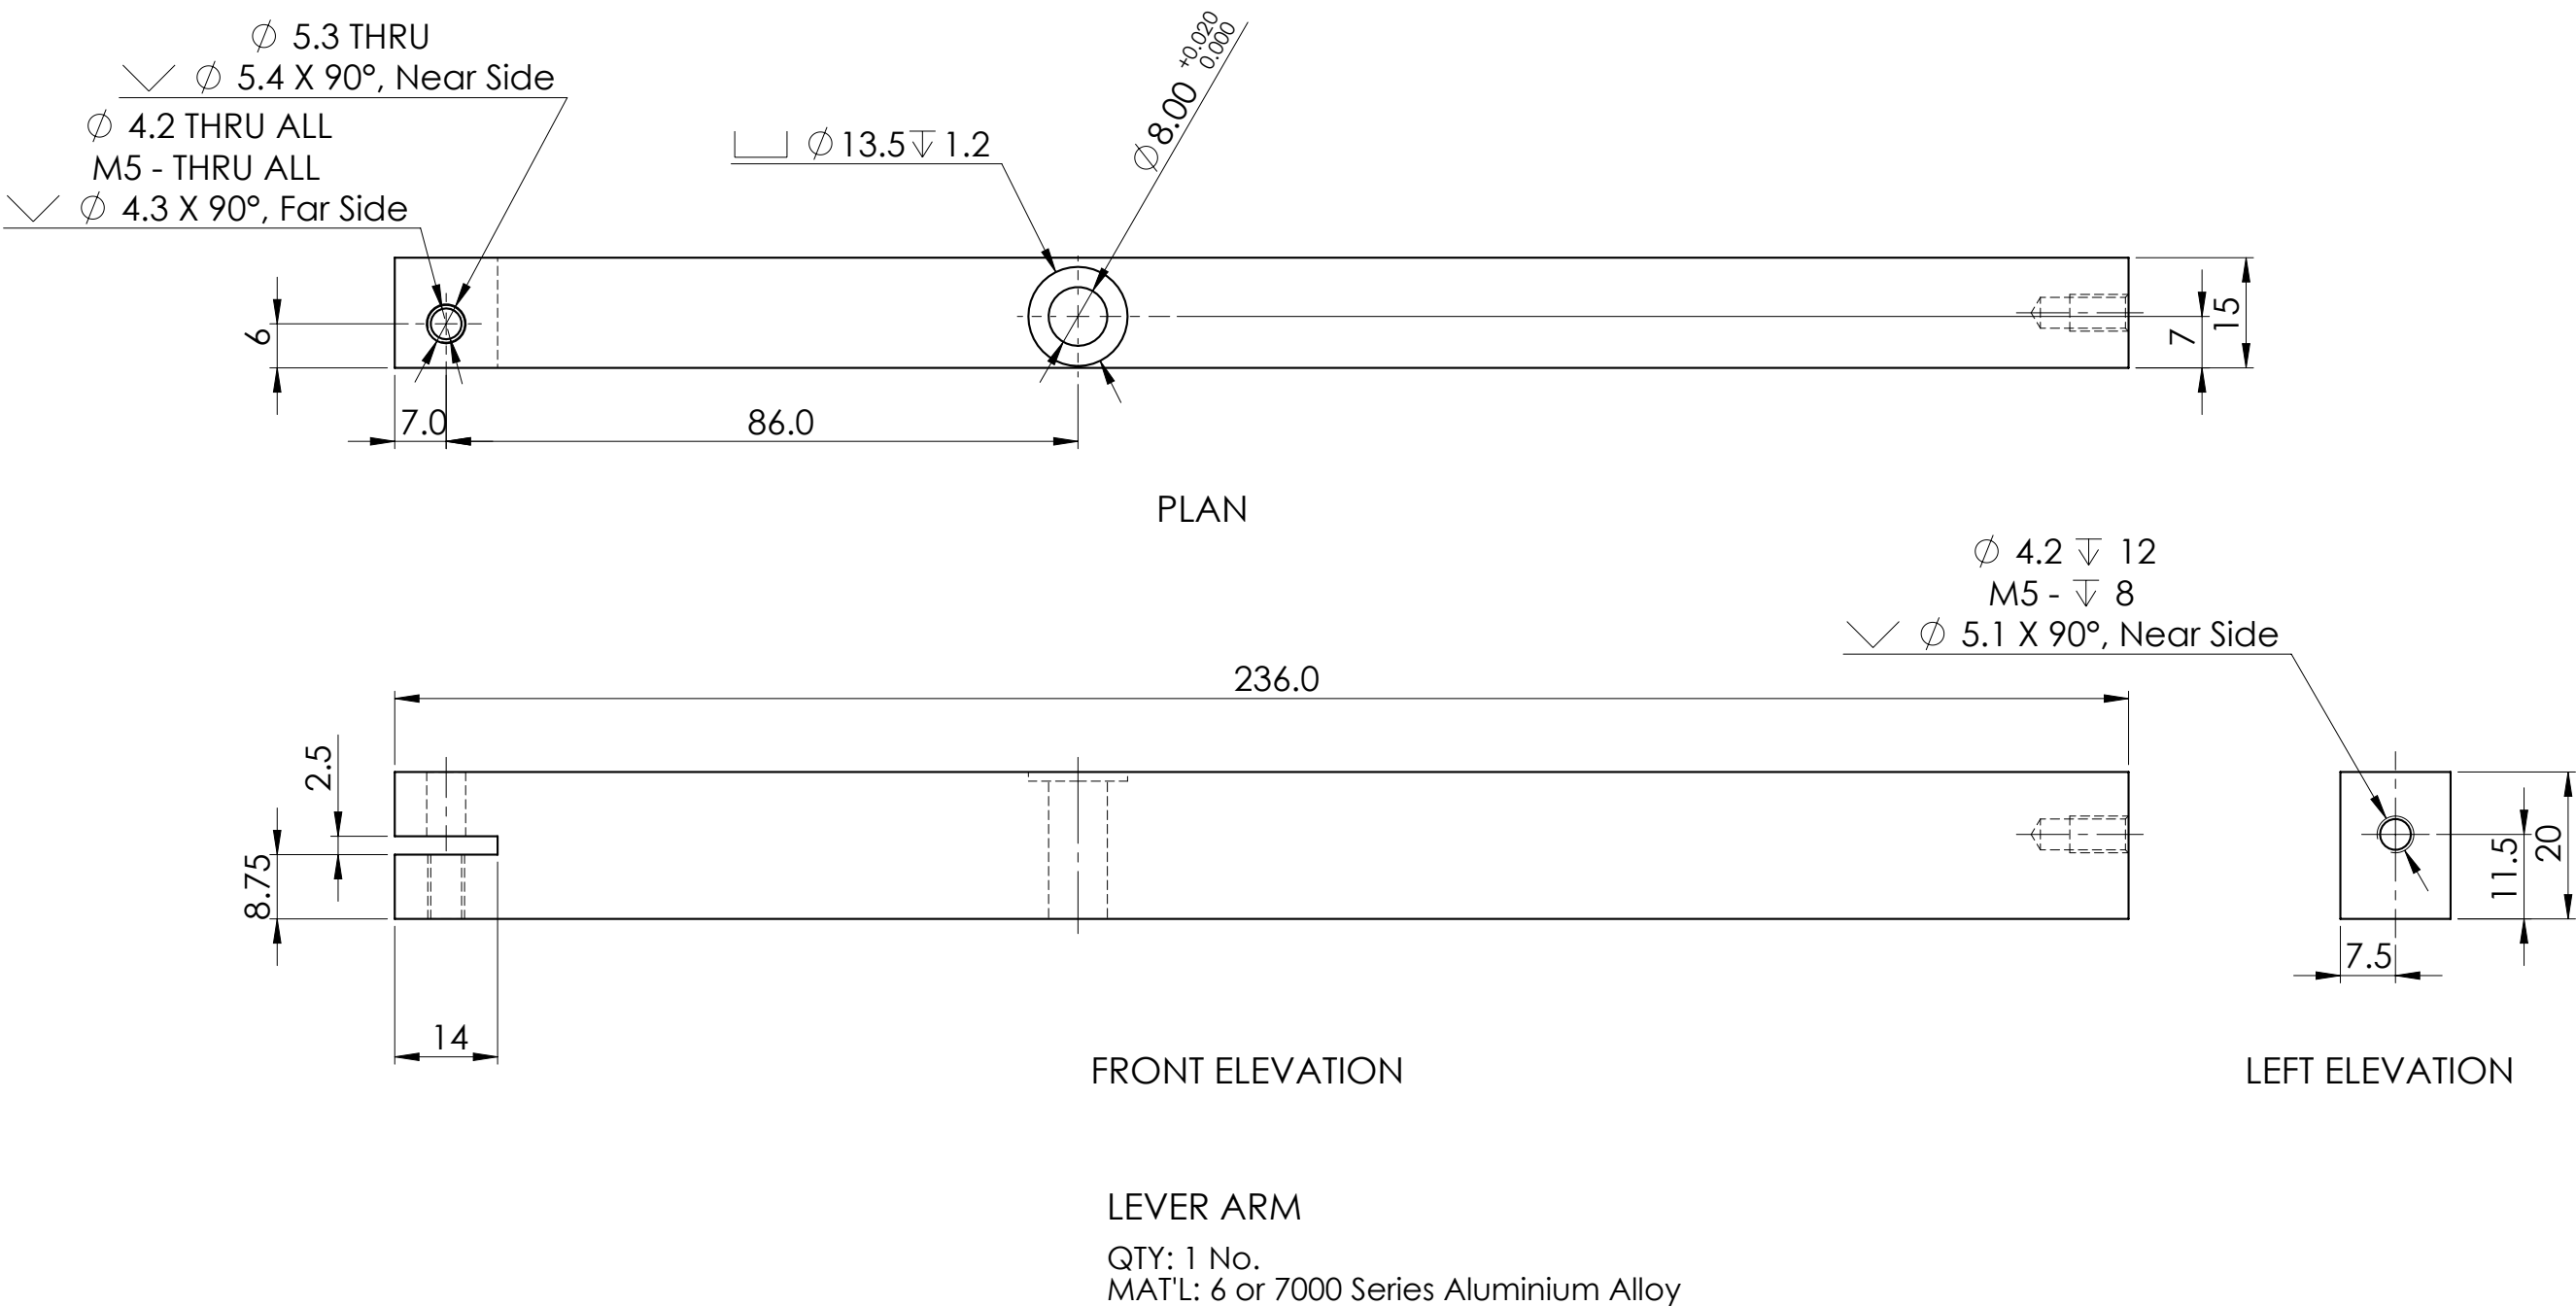 ⌵ ⌀ 5.3 THRU
⌵ ⌀ 5.4 X 90°, Near Side
⌀ 4.2 THRU ALL
M5 - THRU ALL
⌵ ⌀ 4.3 X 90°, Far Side
⌴ ⌀ 13.5 ↧ 1.2
⌀ 8.00 +0.020 0.000
6
7.0
86.0
7
15
PLAN
⌀ 4.2 ↧ 12
M5 - ↧ 8
⌵ ⌀ 5.1 X 90°, Near Side
236.0
2.5
8.75
14
11.5
20
7.5
FRONT ELEVATION
LEFT ELEVATION
LEVER ARM
QTY: 1 No.
MAT'L: 6 or 7000 Series Aluminium Alloy